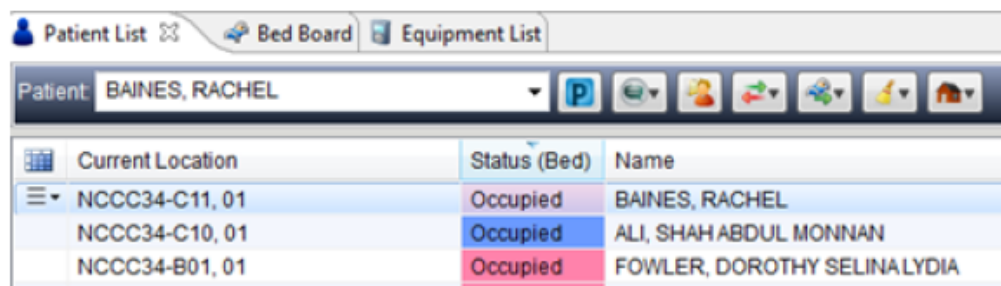 Patient List Bed Board Equipment List
Patient: BAINES, RACHEL P
Current Location Status (Bed) Name
NCCC34-C11, 01 Occupied BAINES, RACHEL
NCCC34-C10, 01 Occupied ALI, SHAH ABDUL MONNAN
NCCC34-B01, 01 Occupied FOWLER, DOROTHY SELINA LYDIA